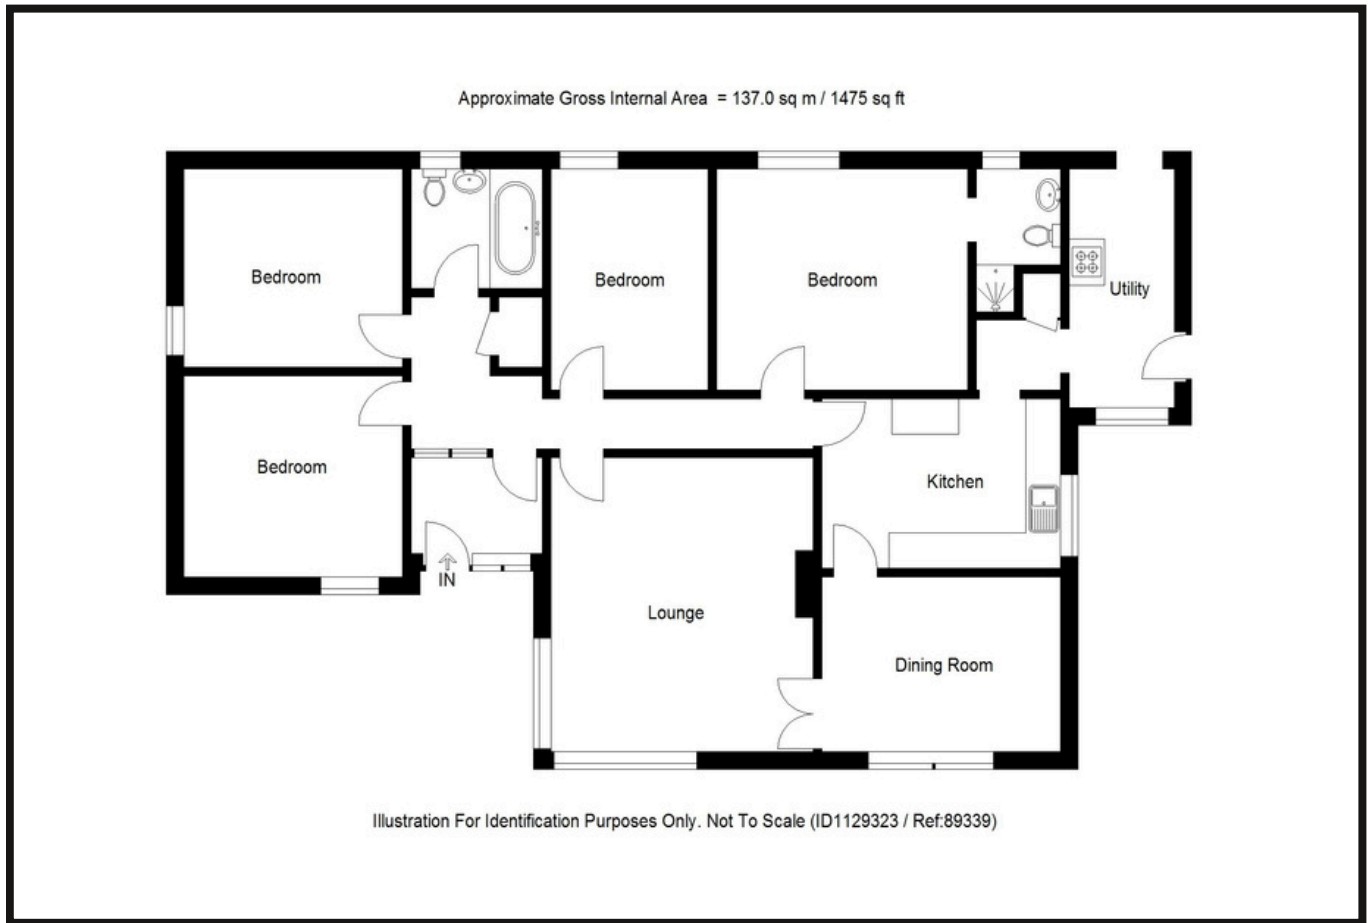 Approximate Gross Internal Area = 137.0 sq m / 1475 sq ft
Bedroom
Bedroom
Bedroom
Utility
Bedroom
Kitchen
IN
Lounge
Dining Room
Illustration For Identification Purposes Only. Not To Scale (ID1129323 / Ref:89339)